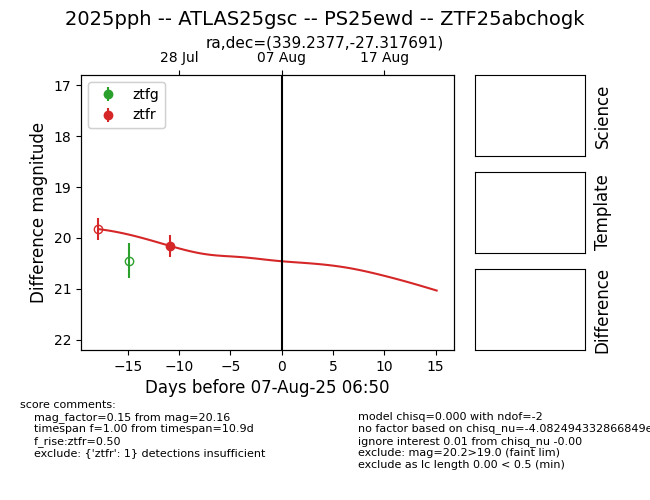 2025pph -- ATLAS25gsc -- PS25ewd -- ZTF25abchogk
ra,dec=(339.2377,-27.317691)
28 Jul 07 Aug 17 Aug
ztfg
ztfr
17
18
19
20
21
22
Difference magnitude
−15 −10 −5 0 5 10 15
Days before 07-Aug-25 06:50
Science
Template
Difference
score comments:
mag_factor=0.15 from mag=20.16
timespan f=1.00 from timespan=10.9d
f_rise:ztfr=0.50
exclude: {'ztfr': 1} detections insufficient
model chisq=0.000 with ndof=-2
no factor based on chisq_nu=-4.082494332866849e
ignore interest 0.01 from chisq_nu -0.00
exclude: mag=20.2>19.0 (faint lim)
exclude as lc length 0.00 < 0.5 (min)